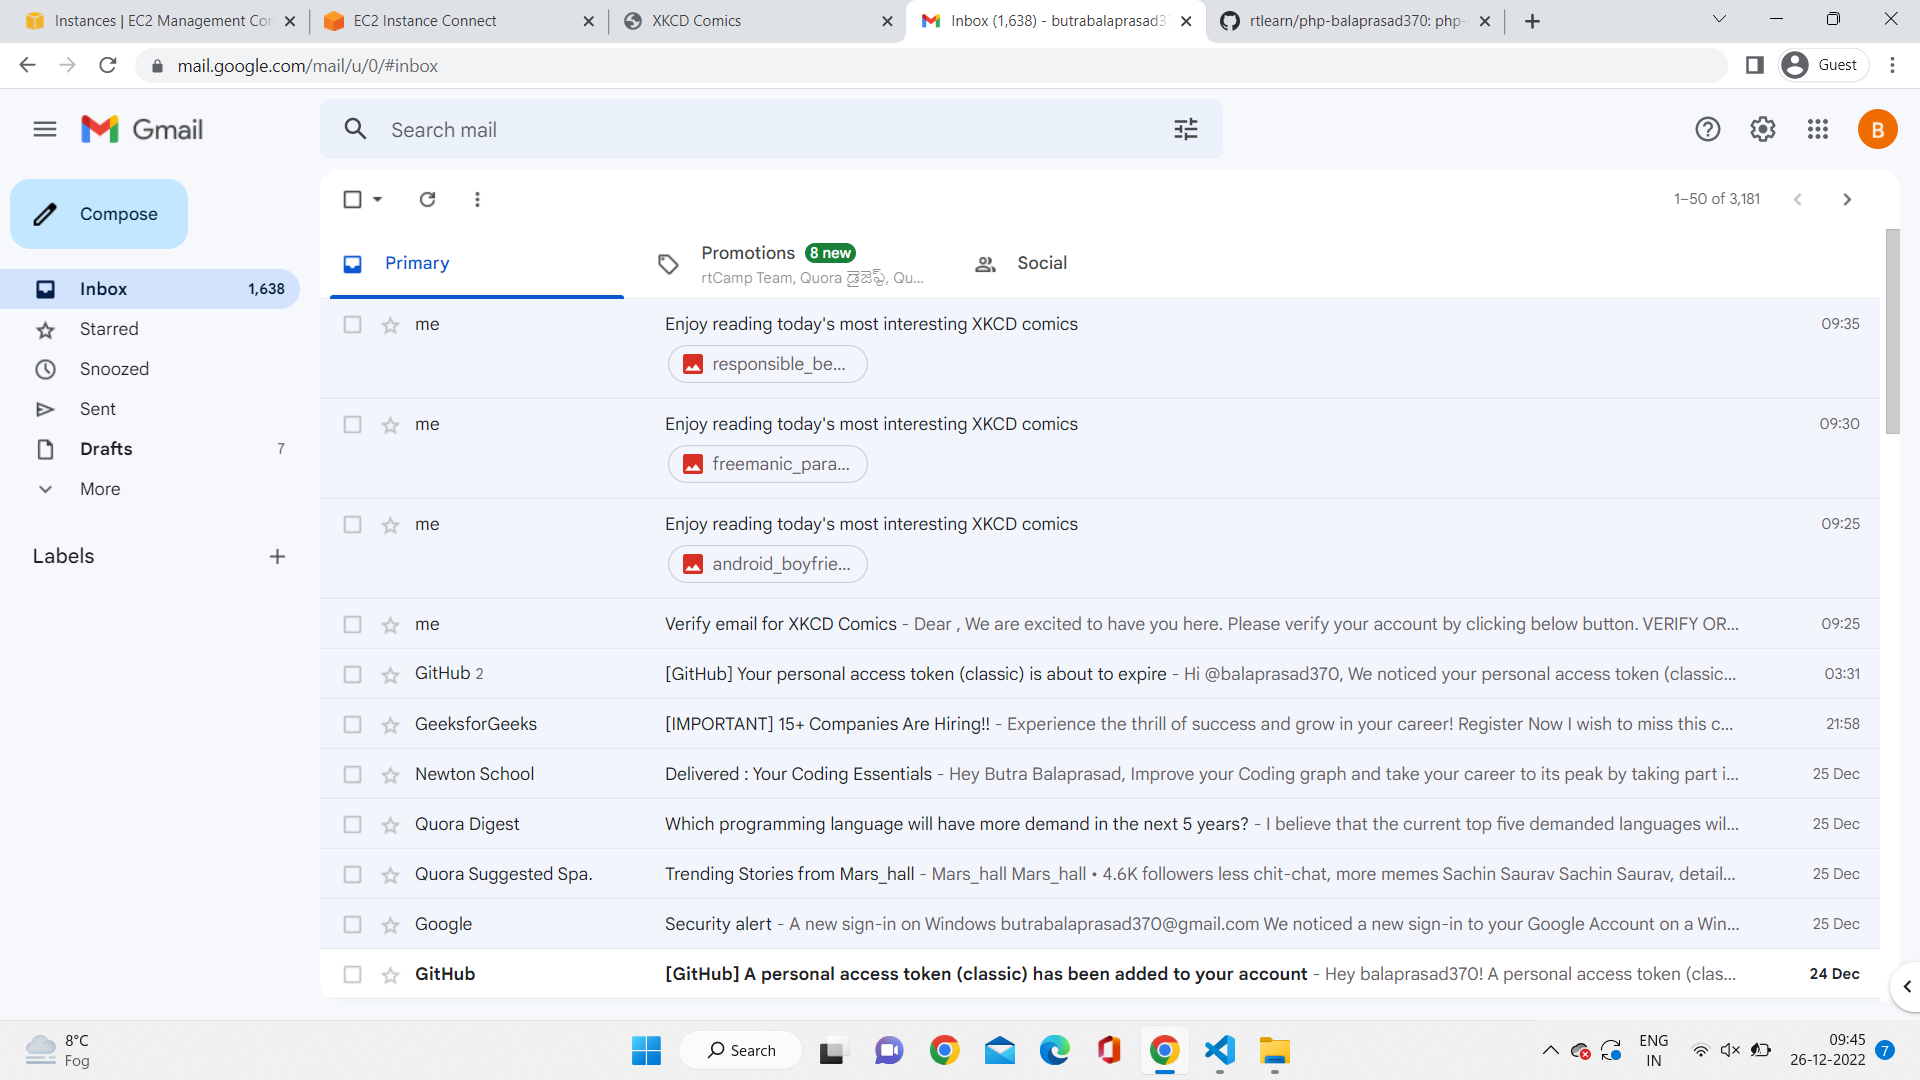 Instances | EC2 Management Con
EC2 Instance Connect
XKCD Comics
Inbox (1,638) - butrabalaprasad37
rtlearn/php-balaprasad370: php-
mail.google.com/mail/u/0/#inbox
Guest
Gmail
Search mail
B
Compose
1–50 of 3,181
Primary
Promotions 8 new
rtCamp Team, Quora డైజెస్ట్, Qu...
Social
Inbox 1,638
Starred
Snoozed
Sent
Drafts 7
More
Labels
me Enjoy reading today's most interesting XKCD comics 09:35
responsible_be...
me Enjoy reading today's most interesting XKCD comics 09:30
freemanic_para...
me Enjoy reading today's most interesting XKCD comics 09:25
android_boyfrie...
me Verify email for XKCD Comics - Dear , We are excited to have you here. Please verify your account by clicking below button. VERIFY OR... 09:25
GitHub 2 [GitHub] Your personal access token (classic) is about to expire - Hi @balaprasad370, We noticed your personal access token (classic... 03:31
GeeksforGeeks [IMPORTANT] 15+ Companies Are Hiring!! - Experience the thrill of success and grow in your career! Register Now I wish to miss this c... 21:58
Newton School Delivered : Your Coding Essentials - Hey Butra Balaprasad, Improve your Coding graph and take your career to its peak by taking part i... 25 Dec
Quora Digest Which programming language will have more demand in the next 5 years? - I believe that the current top five demanded languages wil... 25 Dec
Quora Suggested Spa. Trending Stories from Mars_hall - Mars_hall Mars_hall • 4.6K followers less chit-chat, more memes Sachin Saurav Sachin Saurav, detail... 25 Dec
Google Security alert - A new sign-in on Windows butrabalaprasad370@gmail.com We noticed a new sign-in to your Google Account on a Win... 25 Dec
GitHub [GitHub] A personal access token (classic) has been added to your account - Hey balaprasad370! A personal access token (clas... 24 Dec
8°C
Fog
Search
ENG
IN
09:45
26-12-2022
7